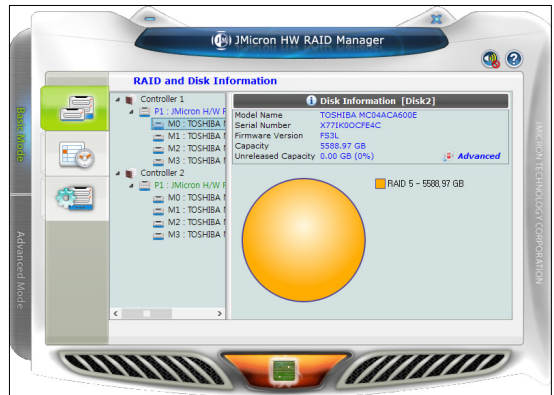 JMicron HW RAID Manager
RAID and Disk Information
Basic Mode
Advanced Mode
Controller 1
P1 : JMicron H/W F
M0 : TOSHIBA M
M1 : TOSHIBA M
M2 : TOSHIBA M
M3 : TOSHIBA M
Controller 2
P1 : JMicron H/W F
M0 : TOSHIBA M
M1 : TOSHIBA M
M2 : TOSHIBA M
M3 : TOSHIBA M
Disk Information [Disk2]
Model Name TOSHIBA MC04ACA600E
Serial Number X77IK0OCFE4C
Firmware Version FS3L
Capacity 5588.97 GB
Unreleased Capacity 0.00 GB (0%)
Advanced
RAID 5 - 5588.97 GB
JMICRON TECHNOLOGY CORPORATION